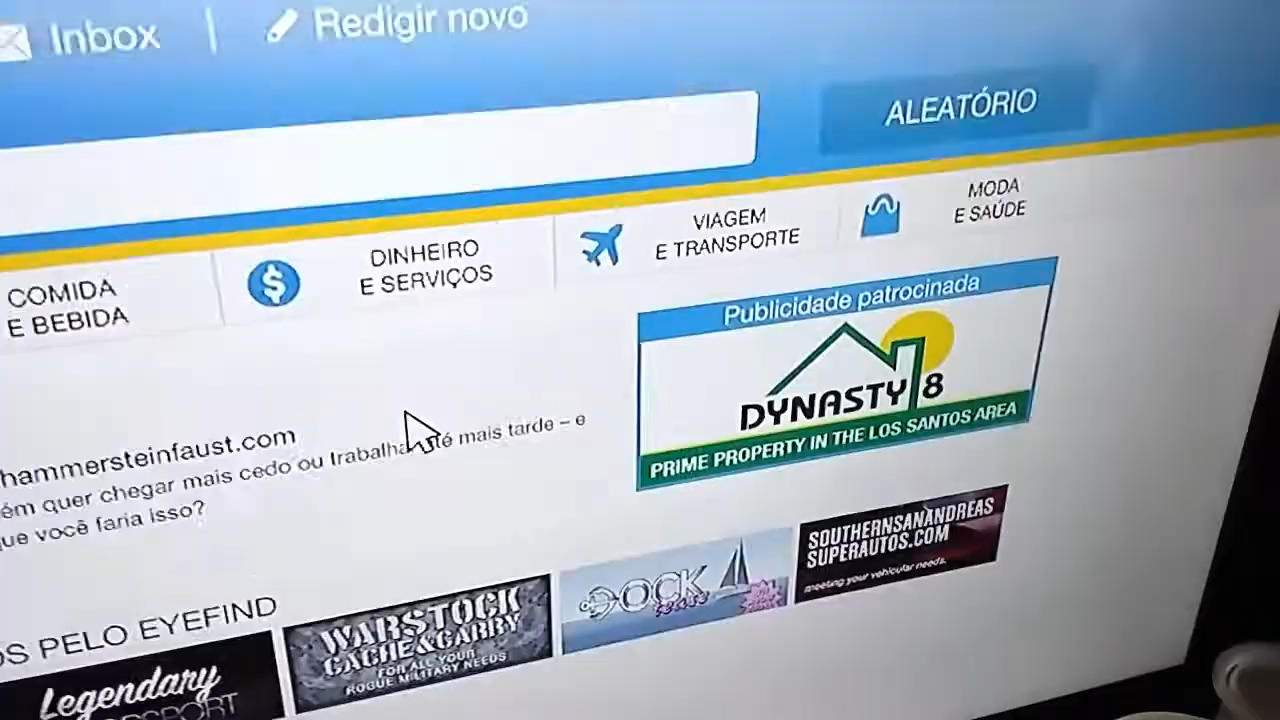 Inbox | Redigir novo
ALEATÓRIO
COMIDA
E BEBIDA
DINHEIRO
E SERVIÇOS
VIAGEM
E TRANSPORTE
MODA
E SAÚDE
Publicidade patrocinada
DYNASTY 8
PRIME PROPERTY IN THE LOS SANTOS AREA
hammersteinfaust.com
ém quer chegar mais cedo ou trabalha até mais tarde – e
que você faria isso?
OS PELO EYEFIND
Legendary
ORSPORT
WARSTOCK
CACHE & CARRY
FOR ALL YOUR
ROGUE MILITARY NEEDS
DOCK
tease
SOUTHERNSANANDREAS
SUPERAUTOS.COM
meeting your vehicular needs.